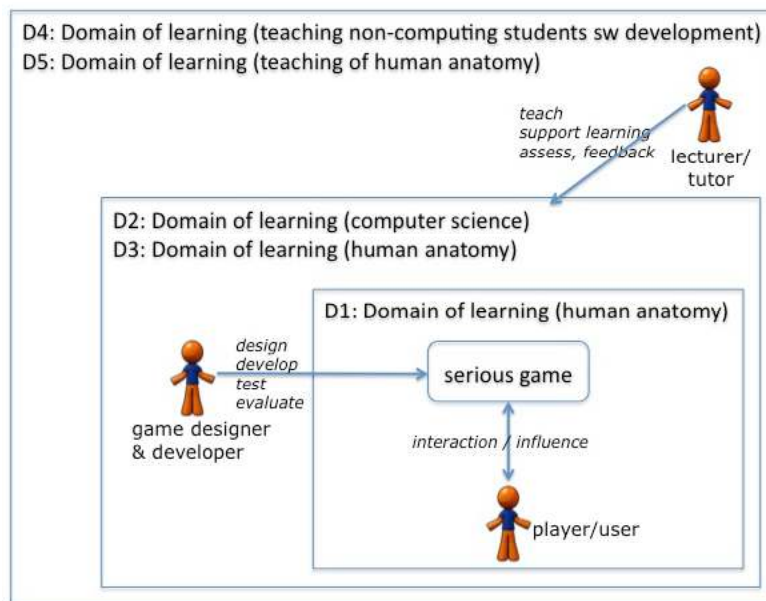 D4: Domain of learning (teaching non-computing students sw development)
D5: Domain of learning (teaching of human anatomy)
teach
support learning
assess, feedback
lecturer/
tutor
D2: Domain of learning (computer science)
D3: Domain of learning (human anatomy)
D1: Domain of learning (human anatomy)
design
develop
test
evaluate
serious game
game designer
& developer
interaction / influence
player/user